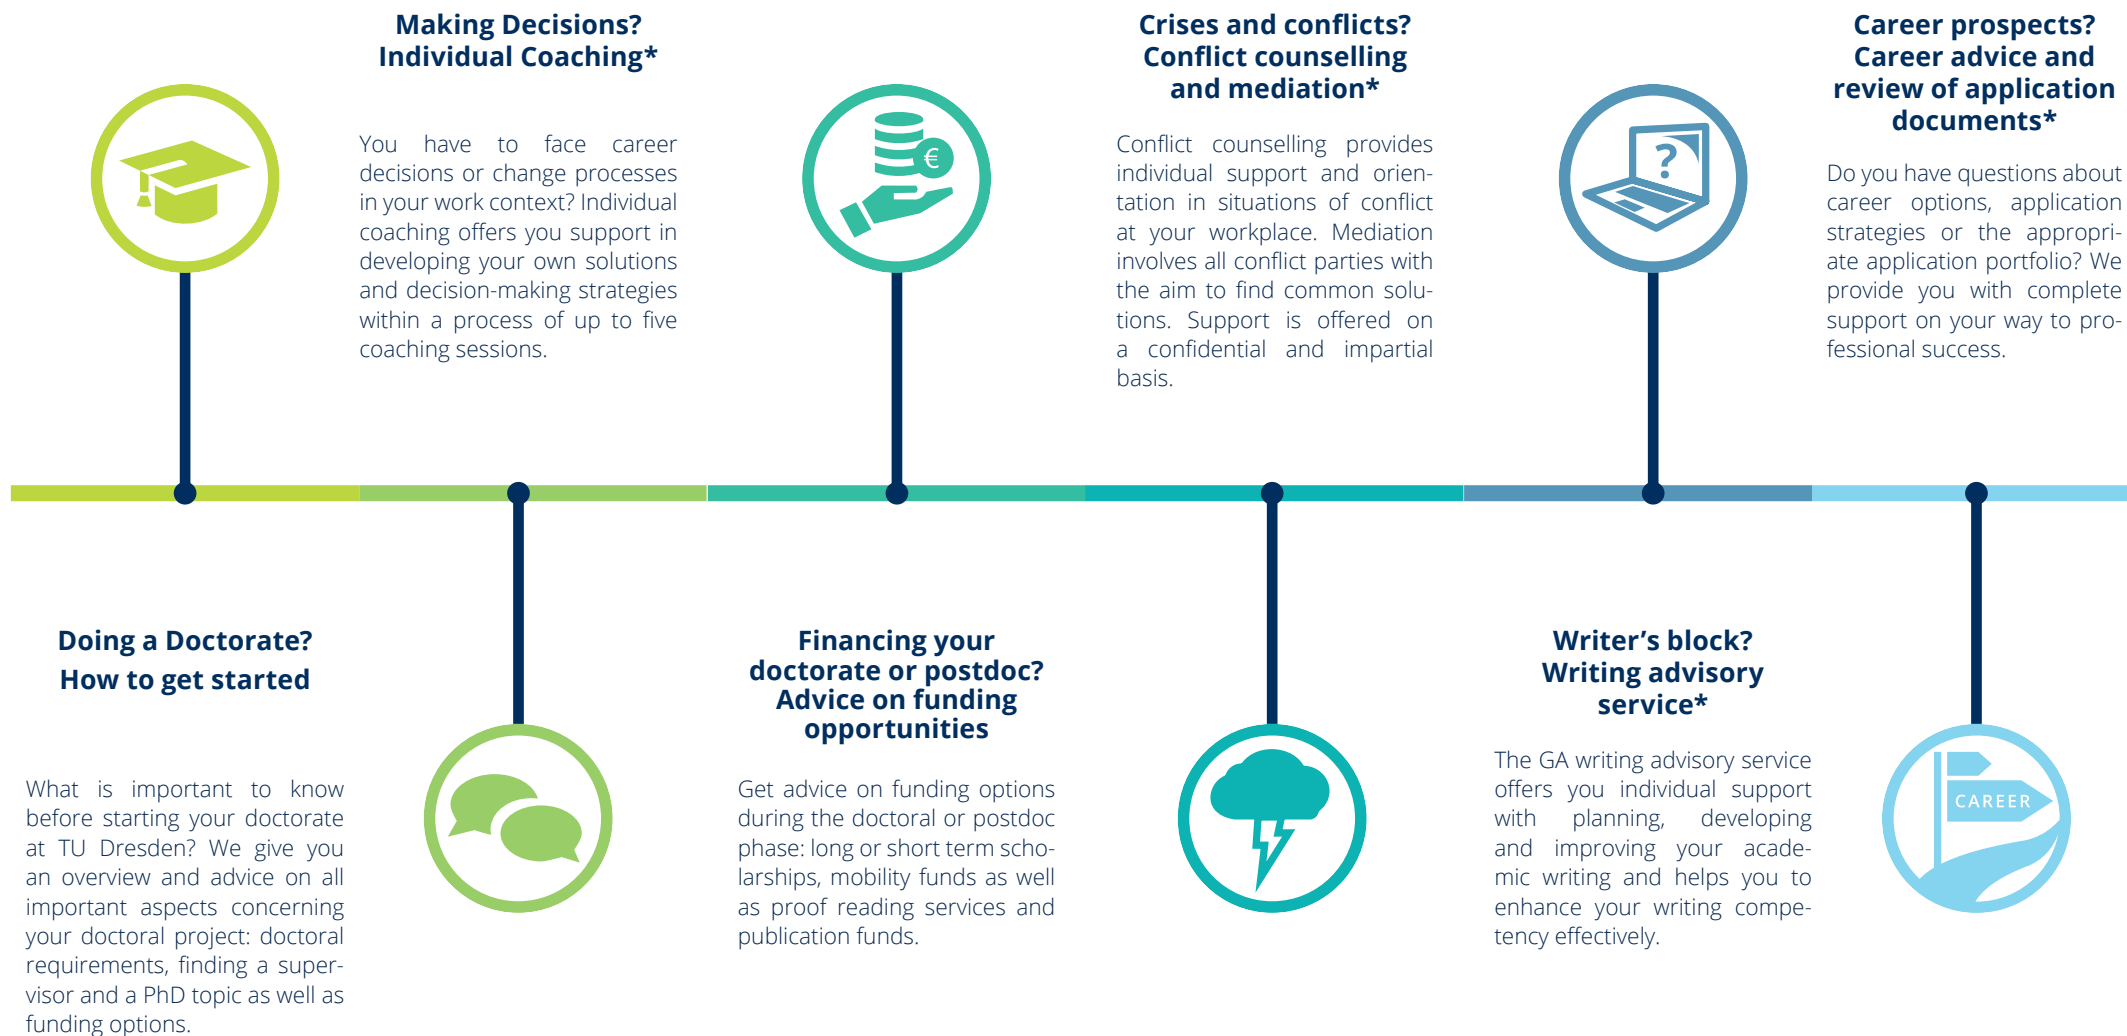 Making Decisions?
Individual Coaching*
You have to face career
decisions or change processes
in your work context? Individual
coaching offers you support in
developing your own solutions
and decision-making strategies
within a process of up to five
coaching sessions.
Crises and conflicts?
Conflict counselling
and mediation*
Conflict counselling provides
individual support and orien-
tation in situations of conflict
at your workplace. Mediation
involves all conflict parties with
the aim to find common solu-
tions. Support is offered on
a confidential and impartial
basis.
Career prospects?
Career advice and
review of application
documents*
Do you have questions about
career options, application
strategies or the appropri-
ate application portfolio? We
provide you with complete
support on your way to pro-
fessional success.
€
?
Doing a Doctorate?
How to get started
What is important to know
before starting your doctorate
at TU Dresden? We give you
an overview and advice on all
important aspects concerning
your doctoral project: doctoral
requirements, finding a super-
visor and a PhD topic as well as
funding options.
Financing your
doctorate or postdoc?
Advice on funding
opportunities
Get advice on funding options
during the doctoral or postdoc
phase: long or short term scho-
larships, mobility funds as well
as proof reading services and
publication funds.
Writer's block?
Writing advisory
service*
The GA writing advisory service
offers you individual support
with planning, developing
and improving your acade-
mic writing and helps you to
enhance your writing compe-
tency effectively.
CAREER